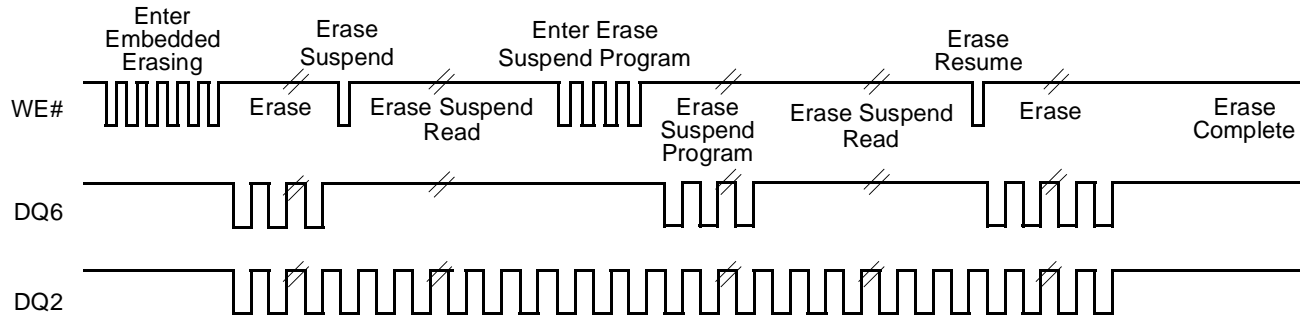 Enter
Embedded
Erasing
Erase
Suspend
Enter Erase
Suspend Program
Erase
Resume
WE#
Erase
Erase Suspend
Read
Erase
Suspend
Program
Erase Suspend
Read
Erase
Erase
Complete
DQ6
DQ2